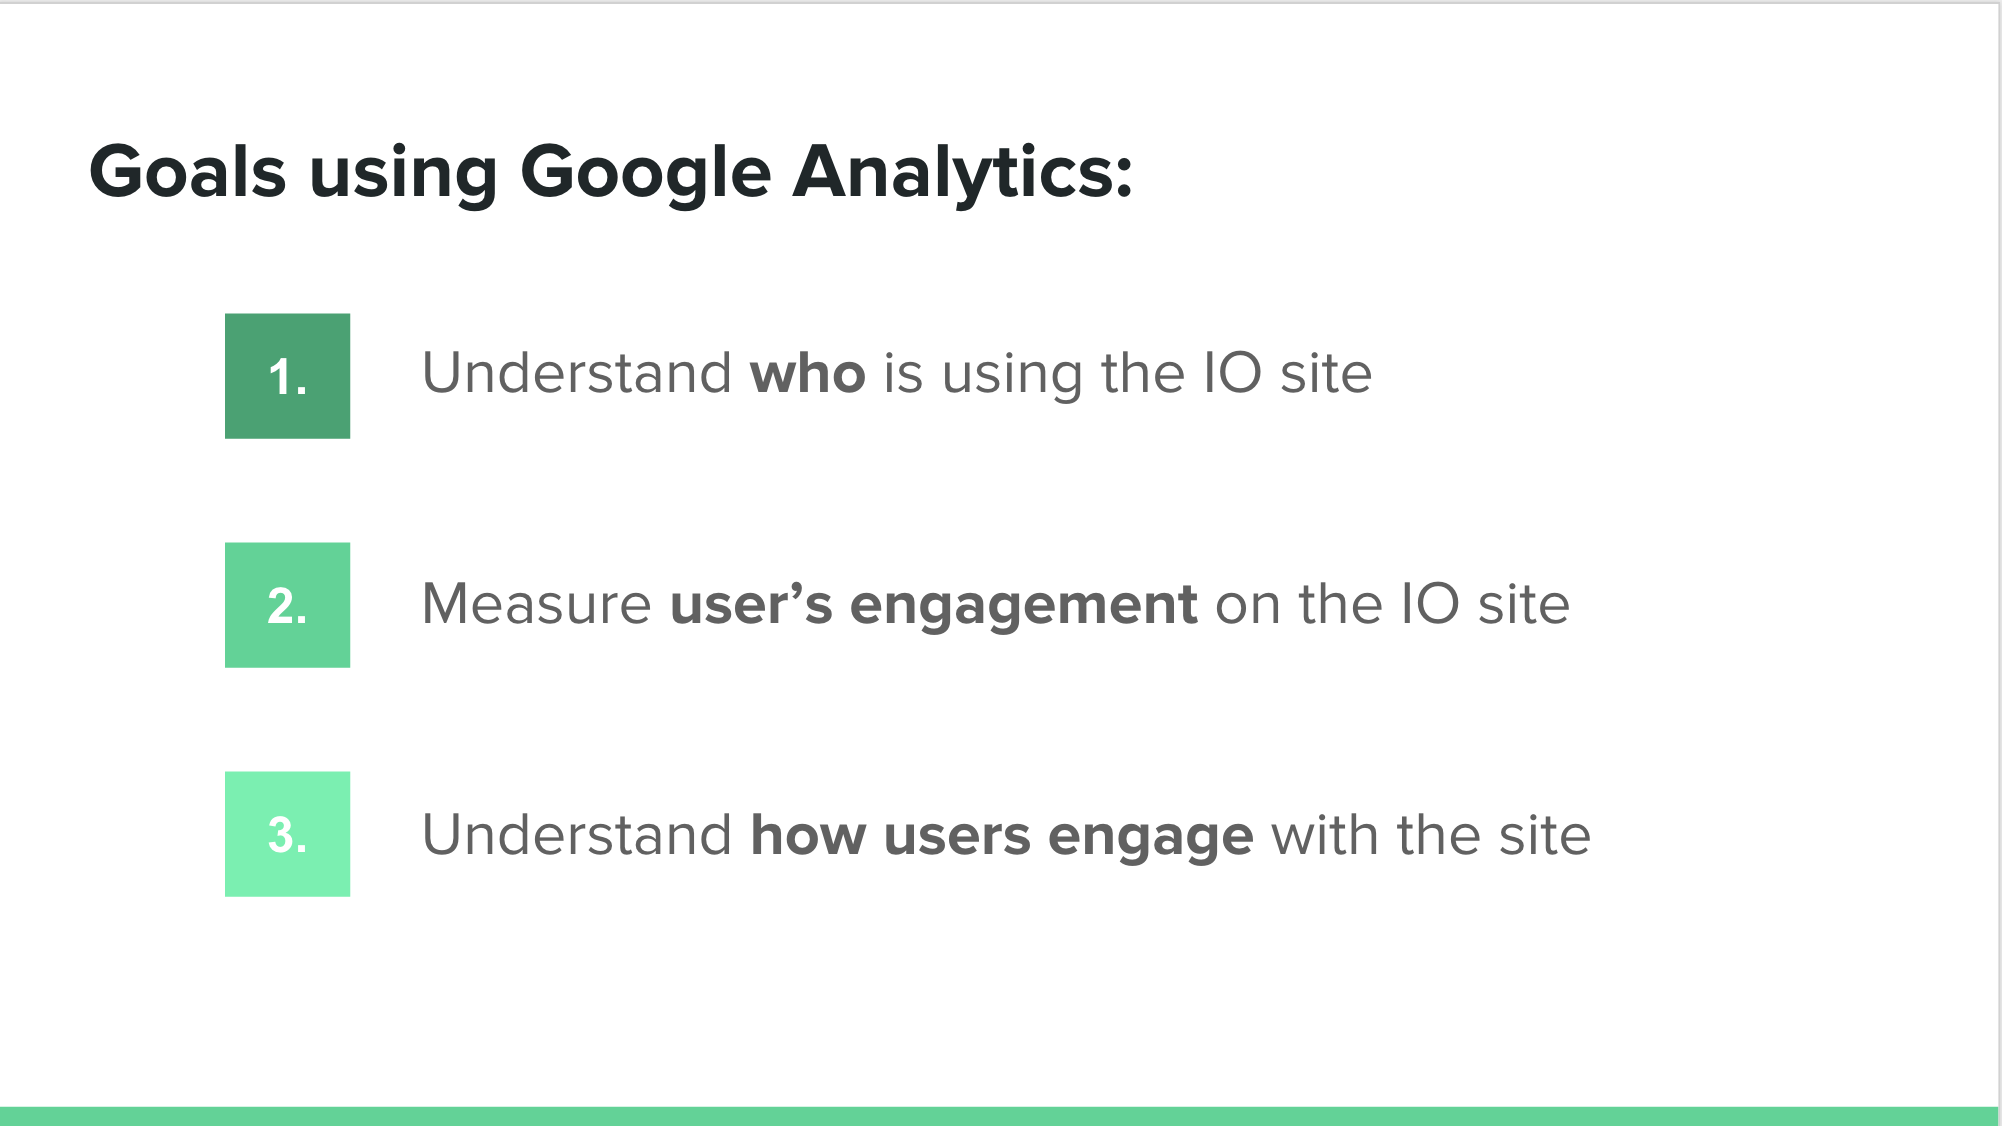 Goals using Google Analytics:
1. Understand who is using the IO site
2. Measure user’s engagement on the IO site
3. Understand how users engage with the site